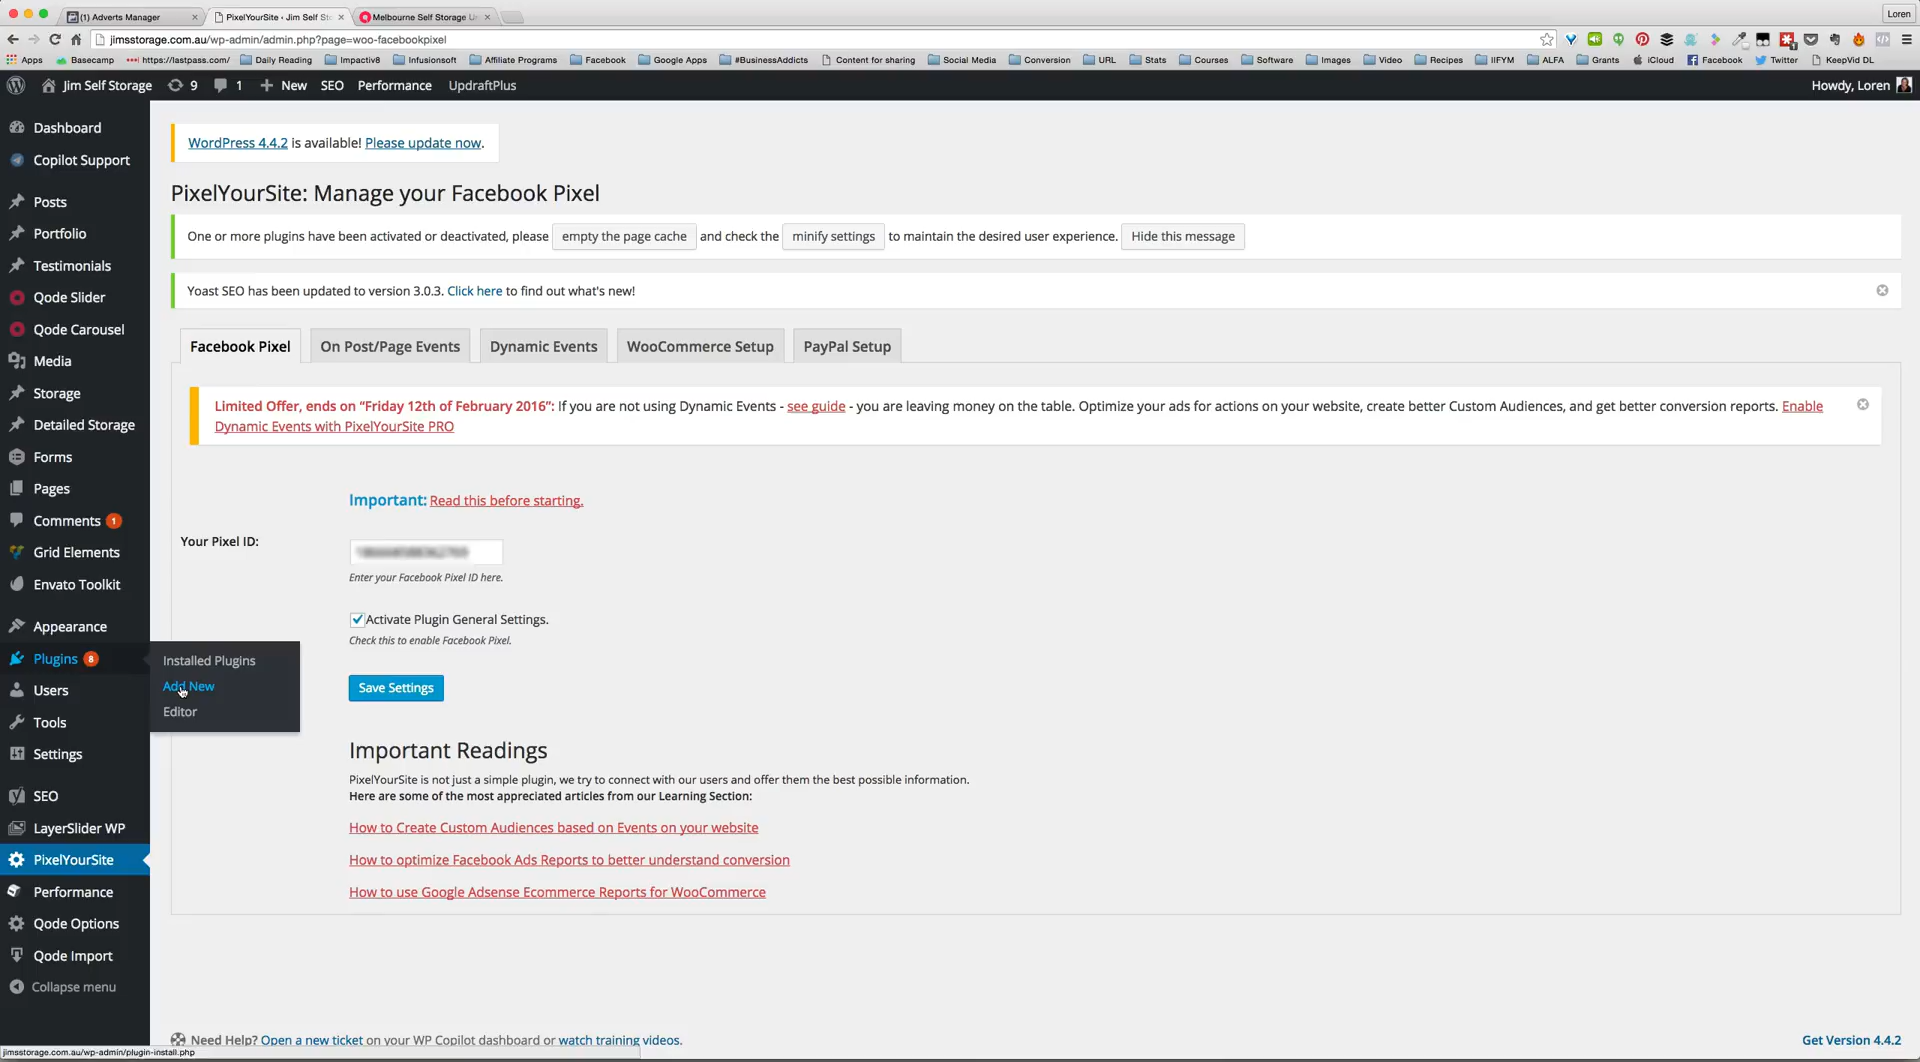 (1) Adverts Manager
PixelYourSite ‹ Jim Self St
Melbourne Self Storage U
Loren
jimsstorage.com.au/wp-admin/admin.php?page=woo-facebookpixel
Apps Basecamp https://lastpass.com/ Daily Reading Impactiv8 Infusionsoft Affiliate Programs Facebook Google Apps #BusinessAddicts Content for sharing Social Media Conversion URL Stats Courses Software Images Video Recipes IIFYM ALFA Grants iCloud Facebook Twitter KeepVid DL
Jim Self Storage 9 1 New SEO Performance UpdraftPlus Howdy, Loren
Dashboard
Copilot Support
Posts
Portfolio
Testimonials
Qode Slider
Qode Carousel
Media
Storage
Detailed Storage
Forms
Pages
Comments 1
Grid Elements
Envato Toolkit
Appearance
Plugins 8
Users
Tools
Settings
SEO
LayerSlider WP
PixelYourSite
Performance
Qode Options
Qode Import
Collapse menu
Installed Plugins
Add New
Editor
WordPress 4.4.2 is available! Please update now.
PixelYourSite: Manage your Facebook Pixel
One or more plugins have been activated or deactivated, please empty the page cache and check the minify settings to maintain the desired user experience. Hide this message
Yoast SEO has been updated to version 3.0.3. Click here to find out what's new!
Facebook Pixel On Post/Page Events Dynamic Events WooCommerce Setup PayPal Setup
Limited Offer, ends on “Friday 12th of February 2016”: If you are not using Dynamic Events - see guide - you are leaving money on the table. Optimize your ads for actions on your website, create better Custom Audiences, and get better conversion reports. Enable
Dynamic Events with PixelYourSite PRO
Important: Read this before starting.
Your Pixel ID:
Enter your Facebook Pixel ID here.
Activate Plugin General Settings.
Check this to enable Facebook Pixel.
Save Settings
Important Readings
PixelYourSite is not just a simple plugin, we try to connect with our users and offer them the best possible information.
Here are some of the most appreciated articles from our Learning Section:
How to Create Custom Audiences based on Events on your website
How to optimize Facebook Ads Reports to better understand conversion
How to use Google Adsense Ecommerce Reports for WooCommerce
Need Help? Open a new ticket on your WP Copilot dashboard or watch training videos.
Get Version 4.4.2
jimsstorage.com.au/wp-admin/plugin-install.php